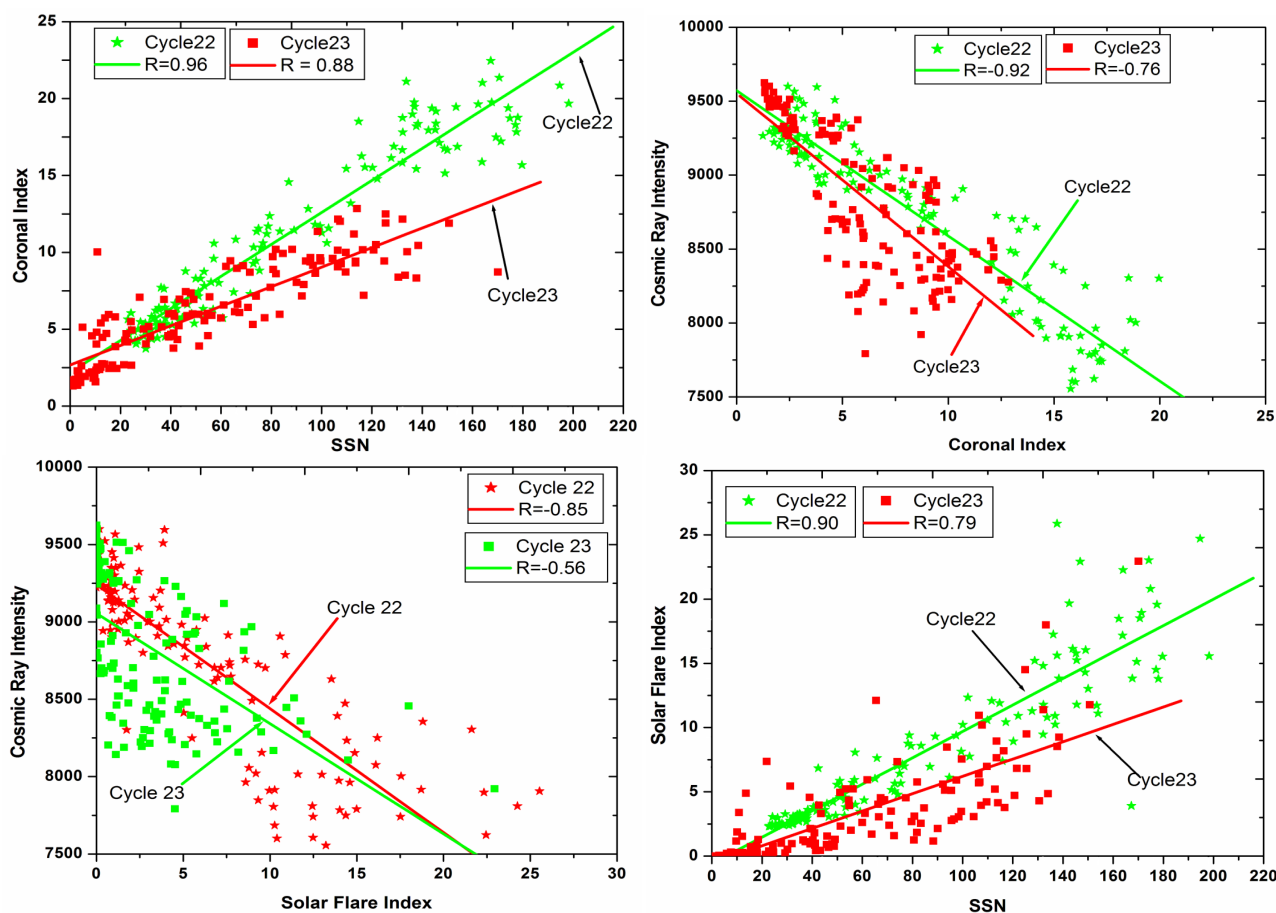 Cycle22
R=0.96
Cycle23
R = 0.88
Cycle22
Cycle23
25
20
15
10
5
0
0 20 40 60 80 100 120 140 160 180 200 220
Coronal Index
SSN
Cycle22
R=-0.92
Cycle23
R=-0.76
Cycle22
Cycle23
10000
9500
9000
8500
8000
7500
0 5 10 15 20 25
Cosmic Ray Intensity
Coronal Index
Cycle 22
R=-0.85
Cycle 23
R=-0.56
Cycle 22
Cycle 23
10000
9500
9000
8500
8000
7500
0 5 10 15 20 25 30
Cosmic Ray Intensity
Solar Flare Index
Cycle22
R=0.90
Cycle23
R=0.79
Cycle22
Cycle23
30
25
20
15
10
5
0
0 20 40 60 80 100 120 140 160 180 200 220
Solar Flare Index
SSN